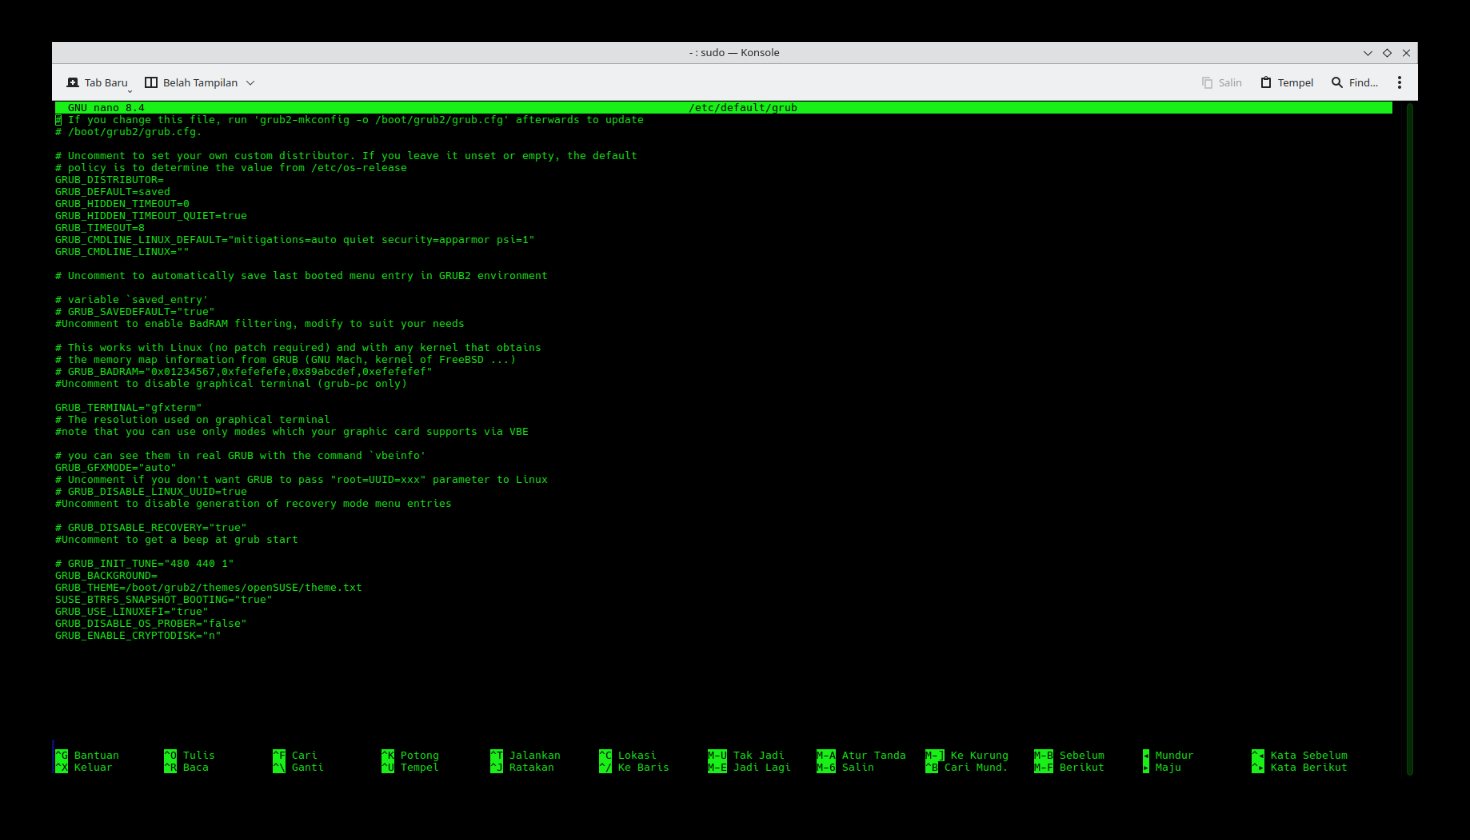 - : sudo — Konsole
Tab Baru
Belah Tampilan
Salin
Tempel
Find...
GNU nano 8.4 /etc/default/grub
# If you change this file, run 'grub2-mkconfig -o /boot/grub2/grub.cfg' afterwards to update
# /boot/grub2/grub.cfg.
# Uncomment to set your own custom distributor. If you leave it unset or empty, the default
# policy is to determine the value from /etc/os-release
GRUB_DISTRIBUTOR=
GRUB_DEFAULT=saved
GRUB_HIDDEN_TIMEOUT=0
GRUB_HIDDEN_TIMEOUT_QUIET=true
GRUB_TIMEOUT=8
GRUB_CMDLINE_LINUX_DEFAULT="mitigations=auto quiet security=apparmor psi=1"
GRUB_CMDLINE_LINUX=""
# Uncomment to automatically save last booted menu entry in GRUB2 environment
# variable `saved_entry'
# GRUB_SAVEDEFAULT="true"
#Uncomment to enable BadRAM filtering, modify to suit your needs
# This works with Linux (no patch required) and with any kernel that obtains
# the memory map information from GRUB (GNU Mach, kernel of FreeBSD ...)
# GRUB_BADRAM="0x01234567,0xfefefefe,0x89abcdef,0xefefefef"
#Uncomment to disable graphical terminal (grub-pc only)
GRUB_TERMINAL="gfxterm"
# The resolution used on graphical terminal
#note that you can use only modes which your graphic card supports via VBE
# you can see them in real GRUB with the command `vbeinfo'
GRUB_GFXMODE="auto"
# Uncomment if you don't want GRUB to pass "root=UUID=xxx" parameter to Linux
# GRUB_DISABLE_LINUX_UUID=true
#Uncomment to disable generation of recovery mode menu entries
# GRUB_DISABLE_RECOVERY="true"
#Uncomment to get a beep at grub start
# GRUB_INIT_TUNE="480 440 1"
GRUB_BACKGROUND=
GRUB_THEME=/boot/grub2/themes/openSUSE/theme.txt
SUSE_BTRFS_SNAPSHOT_BOOTING="true"
GRUB_USE_LINUXEFI="true"
GRUB_DISABLE_OS_PROBER="false"
GRUB_ENABLE_CRYPTODISK="n"
^G Bantuan ^O Tulis ^F Cari ^K Potong ^T Jalankan ^C Lokasi M-U Tak Jadi M-A Atur Tanda M-] Ke Kurung M-B Sebelum ◂ Mundur ^◂ Kata Sebelum
^X Keluar ^R Baca ^\ Ganti ^U Tempel ^J Ratakan ^/ Ke Baris M-E Jadi Lagi M-6 Salin ^B Cari Mund. M-F Berikut ▸ Maju ^▸ Kata Berikut